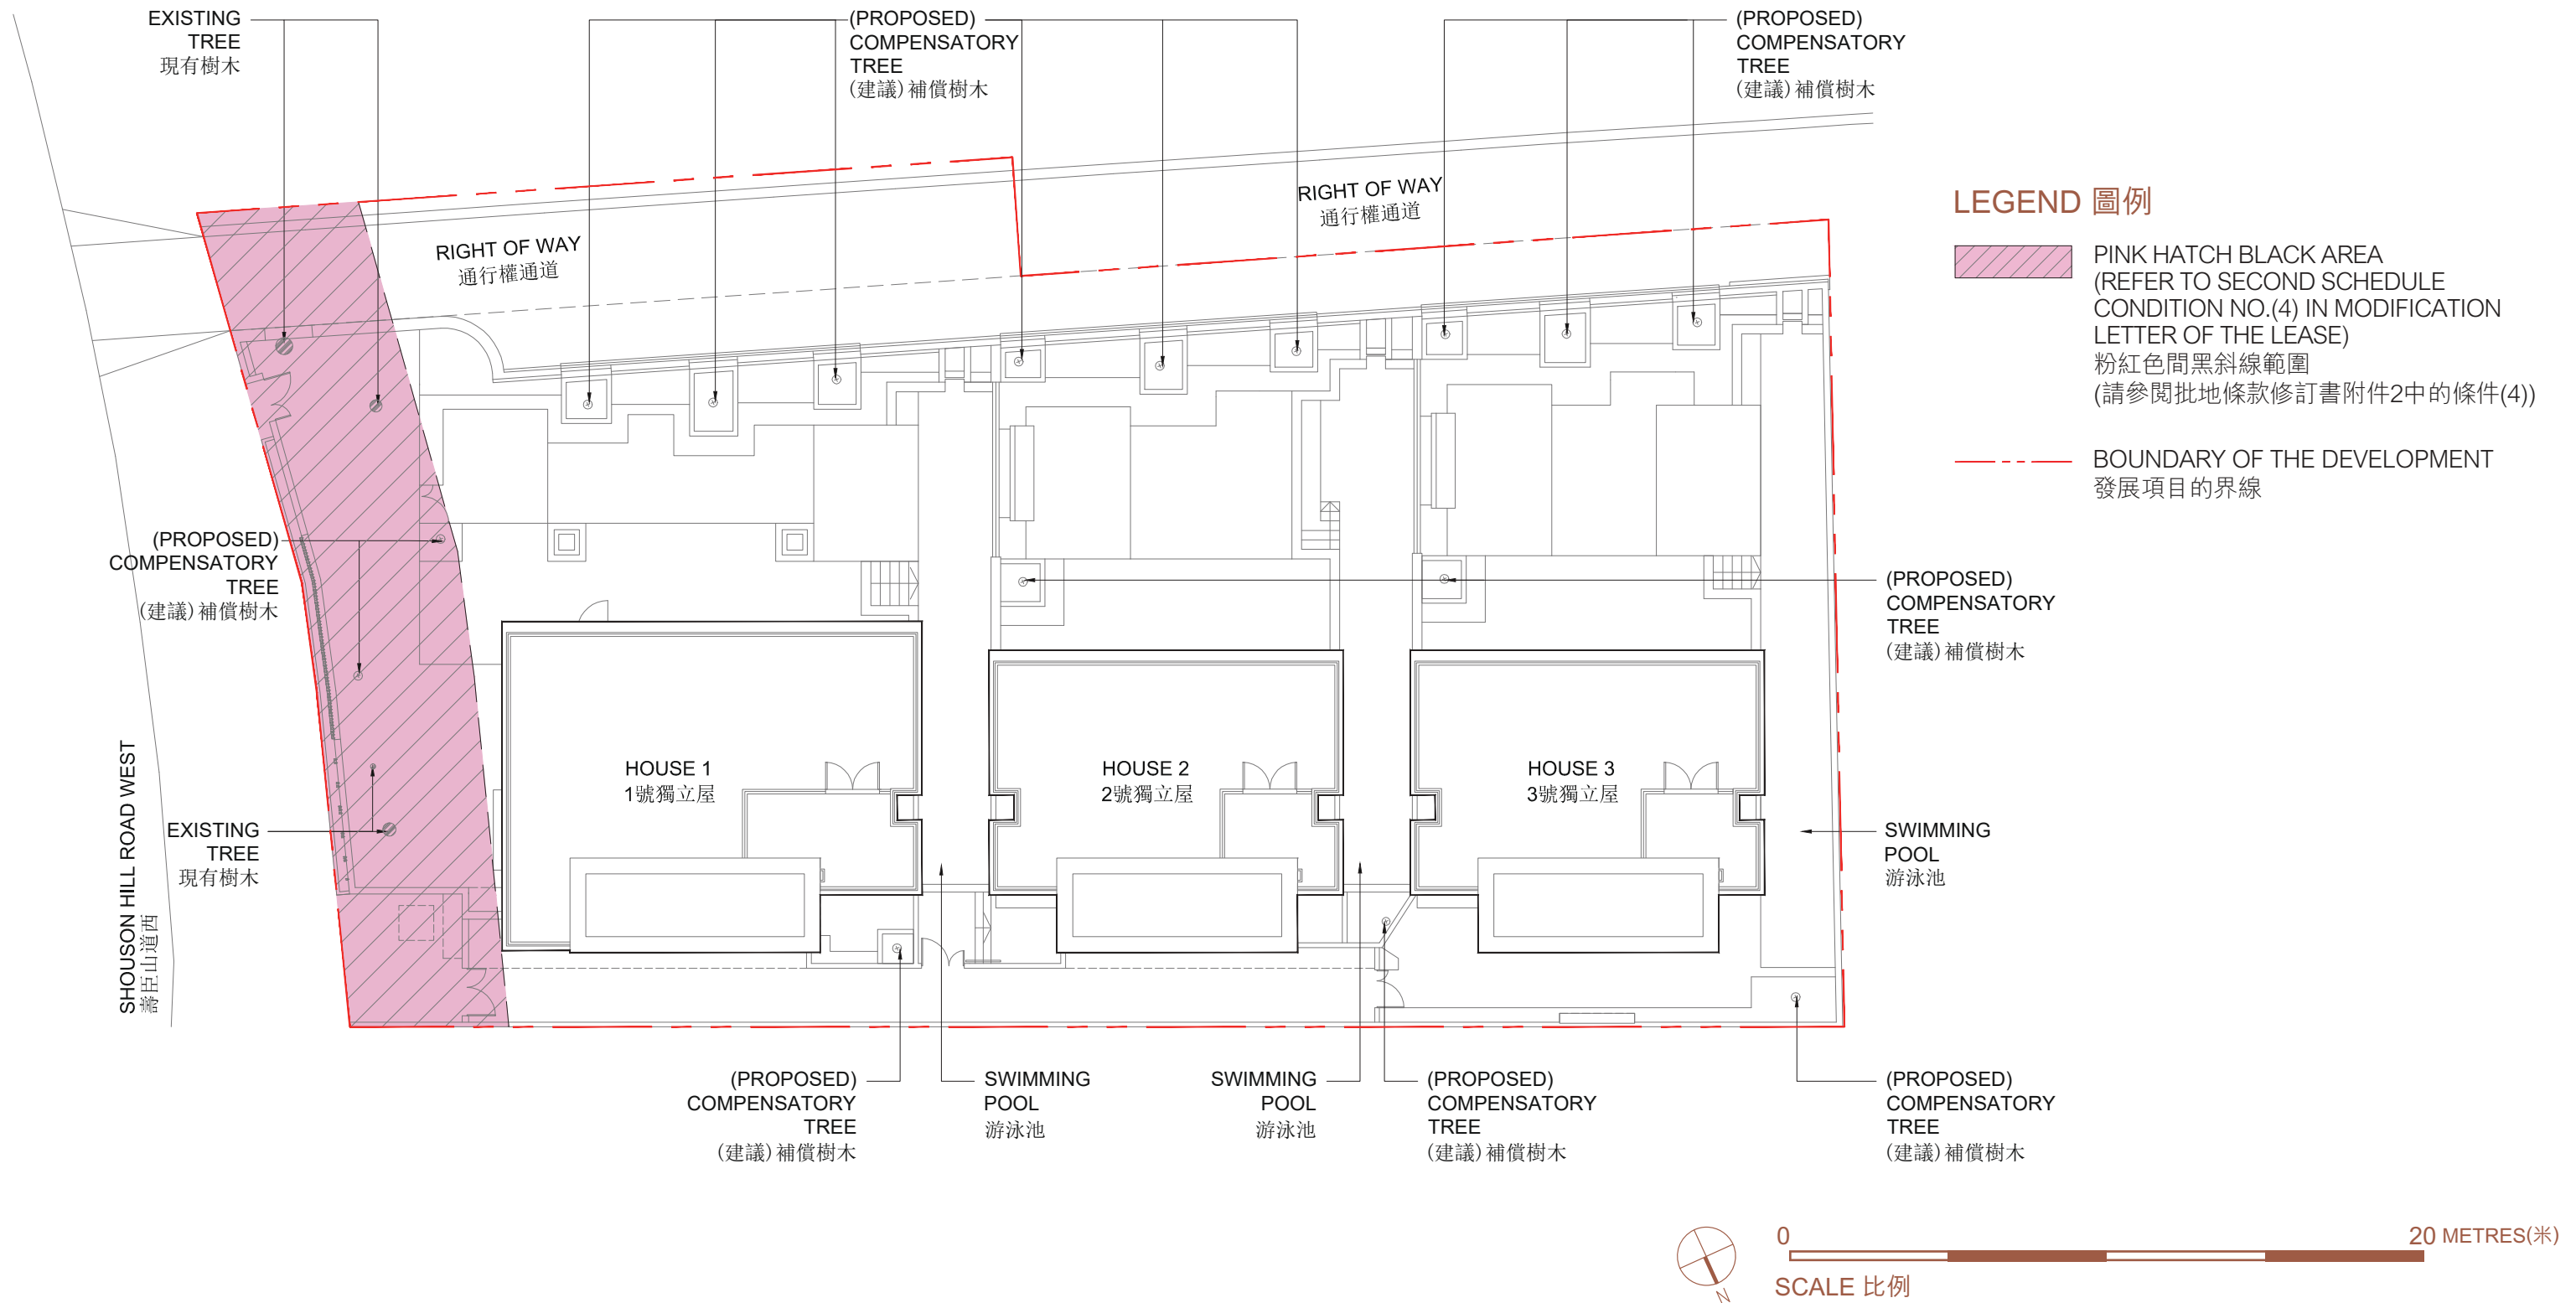 EXISTING
TREE
現有樹木
(PROPOSED)
COMPENSATORY
TREE
(建議)補償樹木
(PROPOSED)
COMPENSATORY
TREE
(建議)補償樹木
RIGHT OF WAY
通行權通道
RIGHT OF WAY
通行權通道
LEGEND 圖例
PINK HATCH BLACK AREA
(REFER TO SECOND SCHEDULE
CONDITION NO.(4) IN MODIFICATION
LETTER OF THE LEASE)
粉紅色間黑斜線範圍
(請參閱批地條款修訂書附件2中的條件(4))
BOUNDARY OF THE DEVELOPMENT
發展項目的界線
(PROPOSED)
COMPENSATORY
TREE
(建議)補償樹木
(PROPOSED)
COMPENSATORY
TREE
(建議)補償樹木
SHOUSON HILL ROAD WEST
壽臣山道西
EXISTING
TREE
現有樹木
HOUSE 1
1號獨立屋
HOUSE 2
2號獨立屋
HOUSE 3
3號獨立屋
SWIMMING
POOL
游泳池
(PROPOSED)
COMPENSATORY
TREE
(建議)補償樹木
SWIMMING
POOL
游泳池
SWIMMING
POOL
游泳池
(PROPOSED)
COMPENSATORY
TREE
(建議)補償樹木
(PROPOSED)
COMPENSATORY
TREE
(建議)補償樹木
N
0
20 METRES(米)
SCALE 比例